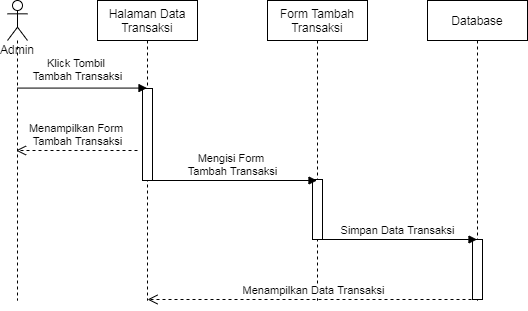 Halaman Data
Transaksi
Form Tambah
Transaksi
Database
Admin
Klick Tombil
Tambah Transaksi
Menampilkan Form
Tambah Transaksi
Mengisi Form
Tambah Transaksi
Simpan Data Transaksi
Menampilkan Data Transaksi